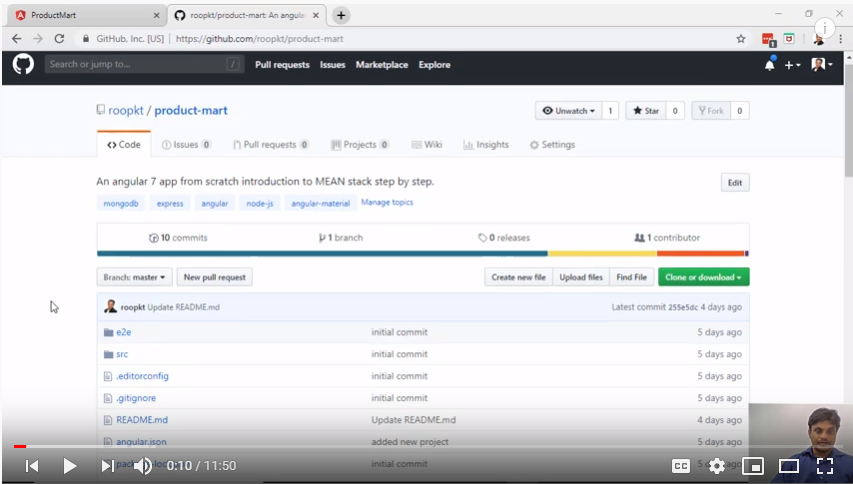 ProductMart
roopkt/product-mart: An angula
GitHub, Inc. [US] | https://github.com/roopkt/product-mart
1
Search or jump to... /
Pull requests Issues Marketplace Explore
roopkt / product-mart
Unwatch 1 Star 0 Fork 0
Code Issues 0 Pull requests 0 Projects 0 Wiki Insights Settings
An angular 7 app from scratch introduction to MEAN stack step by step.
Edit
mongodb express angular node-js angular-material Manage topics
10 commits 1 branch 0 releases 1 contributor
Branch: master New pull request Create new file Upload files Find File Clone or download
roopkt Update README.md Latest commit 255e5dc 4 days ago
e2e initial commit 5 days ago
src initial commit 5 days ago
.editorconfig initial commit 5 days ago
.gitignore initial commit 5 days ago
README.md Update README.md 4 days ago
angular.json added new project 5 days ago
initial commit
0:10 / 11:50
CC